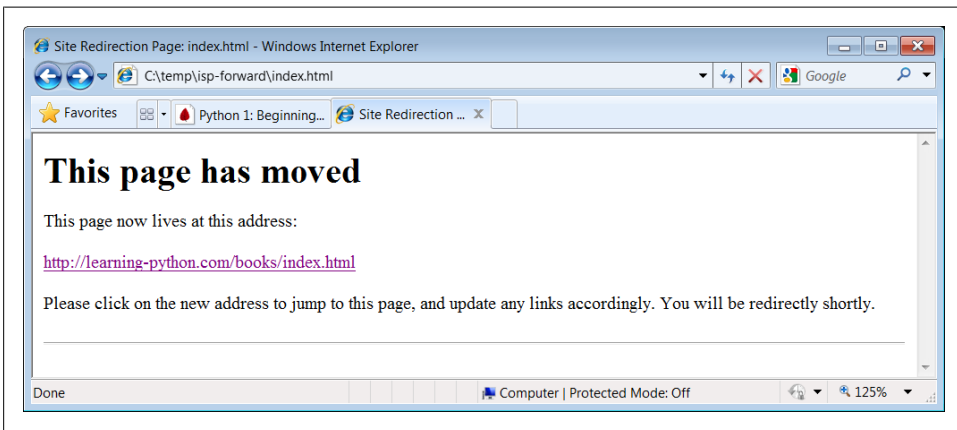 Site Redirection Page: index.html - Windows Internet Explorer
C:\temp\isp-forward\index.html
Google
Favorites
Python 1: Beginning...
Site Redirection ...
This page has moved
This page now lives at this address:
http://learning-python.com/books/index.html
Please click on the new address to jump to this page, and update any links accordingly. You will be redirectly shortly.
Done
Computer | Protected Mode: Off
125%